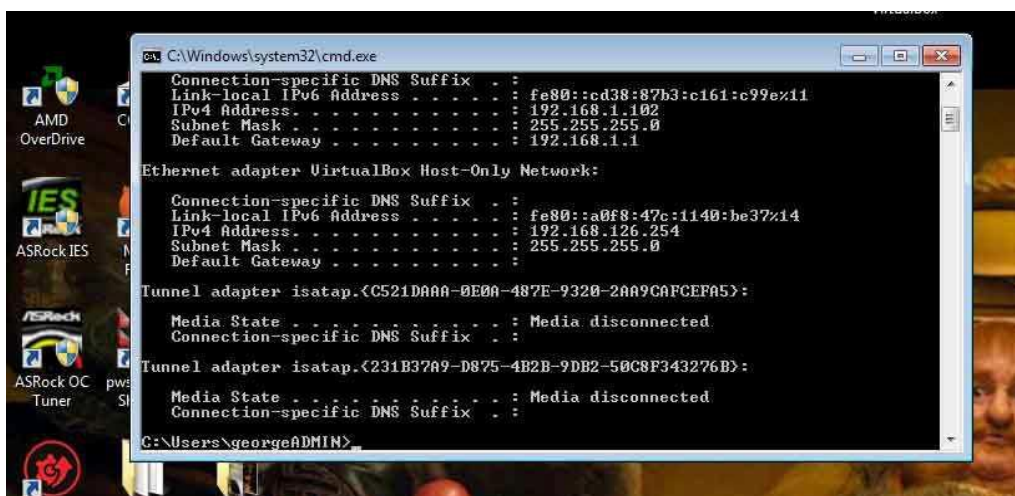 C:\Windows\system32\cmd.exe
Connection-specific DNS Suffix . :
Link-local IPv6 Address . . . . . : fe80::cd38:87b3:c161:c99e%11
IPv4 Address. . . . . . . . . . . : 192.168.1.102
Subnet Mask . . . . . . . . . . . : 255.255.255.0
Default Gateway . . . . . . . . . : 192.168.1.1
Ethernet adapter VirtualBox Host-Only Network:
Connection-specific DNS Suffix . :
Link-local IPv6 Address . . . . . : fe80::a0f8:47c:1140:be37%14
IPv4 Address. . . . . . . . . . . : 192.168.126.254
Subnet Mask . . . . . . . . . . . : 255.255.255.0
Default Gateway . . . . . . . . . :
Tunnel adapter isatap.{C521DAAA-0E0A-487E-9320-2AA9CAFCEFA5}:
Media State . . . . . . . . . . . : Media disconnected
Connection-specific DNS Suffix . :
Tunnel adapter isatap.{231B37A9-D875-4B2B-9DB2-50C8F343276B}:
Media State . . . . . . . . . . . : Media disconnected
Connection-specific DNS Suffix . :
C:\Users\georgeADMIN>_
AMD
OverDrive
IES
ASRock IES
ASRock
ASRock OC
Tuner